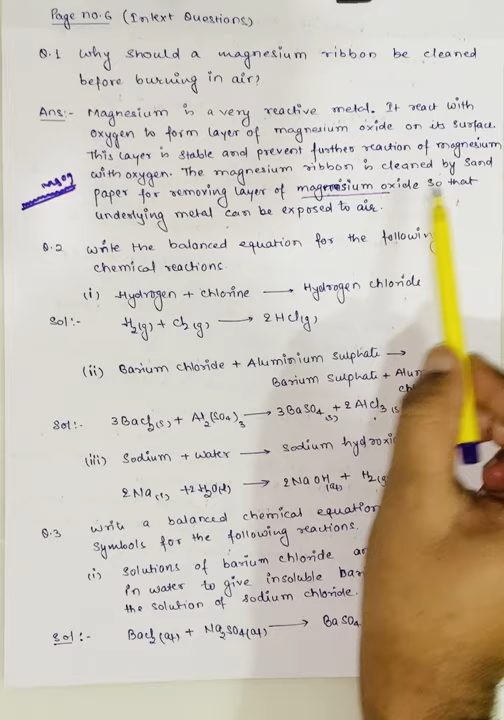 Page no.6 (Intext Questions)
Q.1 Why should a magnesium ribbon be cleaned
before burning in air?
Ans:- Magnesium is a very reactive metal. It react with
oxygen to form layer of magnesium oxide on its surface.
This layer is stable and prevent further reaction of magnesium
with oxygen. The magnesium ribbon is cleaned by sand
paper for removing layer of magnesium oxide so that
underlying metal can be exposed to air.
Q.2 Write the balanced equation for the following
chemical reactions.
(i) Hydrogen + chlorine → Hydrogen chloride
Sol:- H₂(g) + Cl₂(g) → 2HCl(g)
(ii) Barium chloride + Aluminium sulphate →
Barium Sulphate + Alum
Sol:- 3BaCl₂(s) + Al₂(SO₄)₃ → 3BaSO₄(s) + 2AlCl₃(s)
(iii) Sodium + water → Sodium hydroxi
2Na(s) + 2H₂O(l) → 2NaOH(aq) + H₂(g)
Q.3 Write a balanced chemical equation
symbols for the following reactions.
(i) Solutions of barium chloride an
in water to give insoluble bar
the solution of sodium chloride.
Sol:- BaCl₂(aq) + Na₂SO₄(aq) → BaSO₄